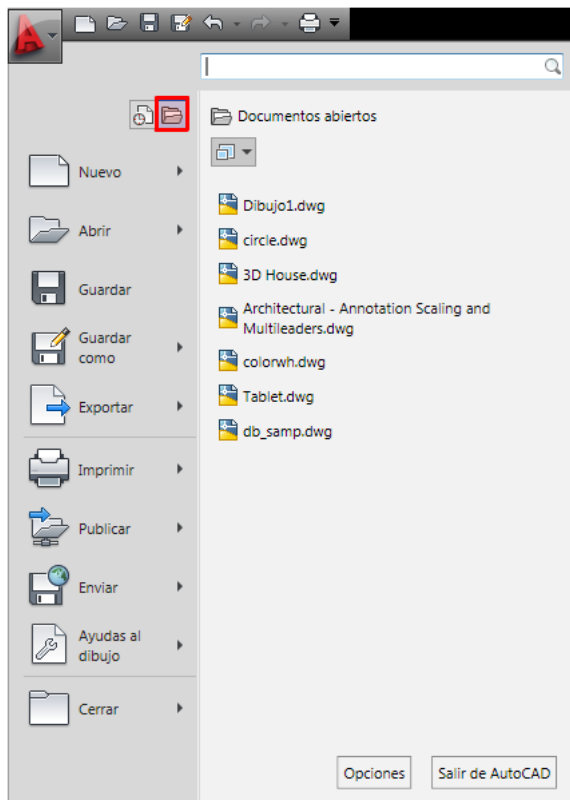 Documentos abiertos
Nuevo
Abrir
Guardar
Guardar
como
Exportar
Imprimir
Publicar
Enviar
Ayudas al
dibujo
Cerrar
Dibujo1.dwg
circle.dwg
3D House.dwg
Architectural - Annotation Scaling and
Multileaders.dwg
colorwh.dwg
Tablet.dwg
db_samp.dwg
Opciones
Salir de AutoCAD